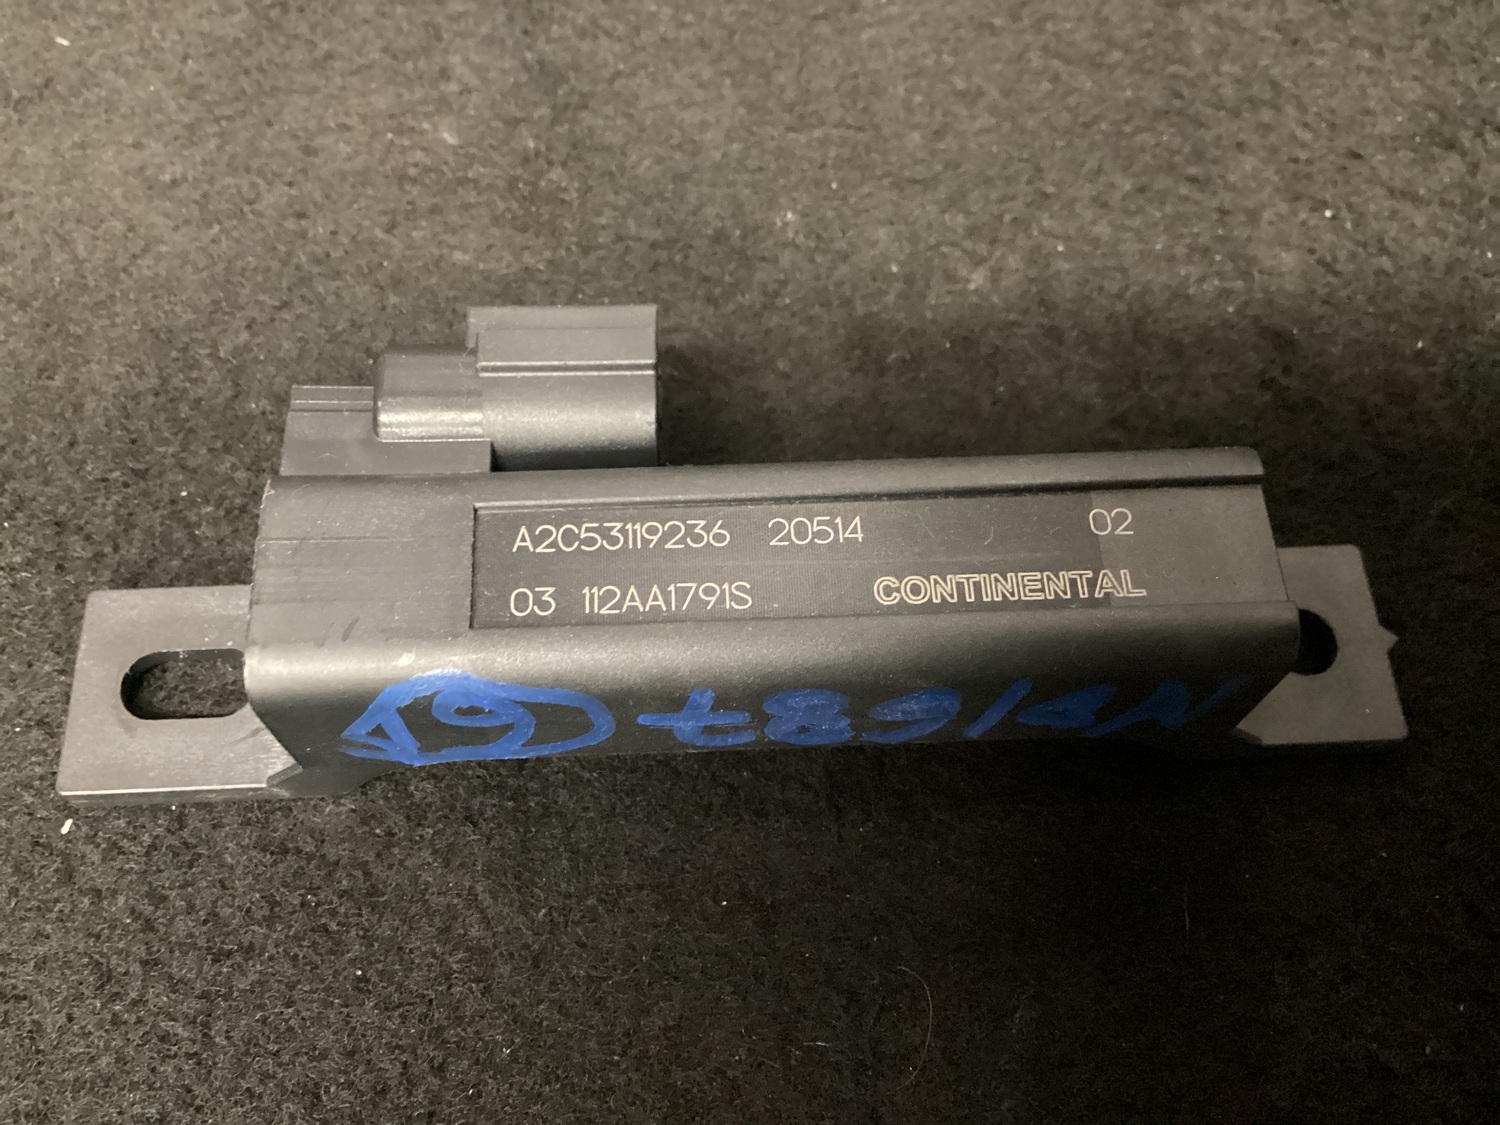 A2C53119236 20514 02
03 112AA1791S CONTINENTAL